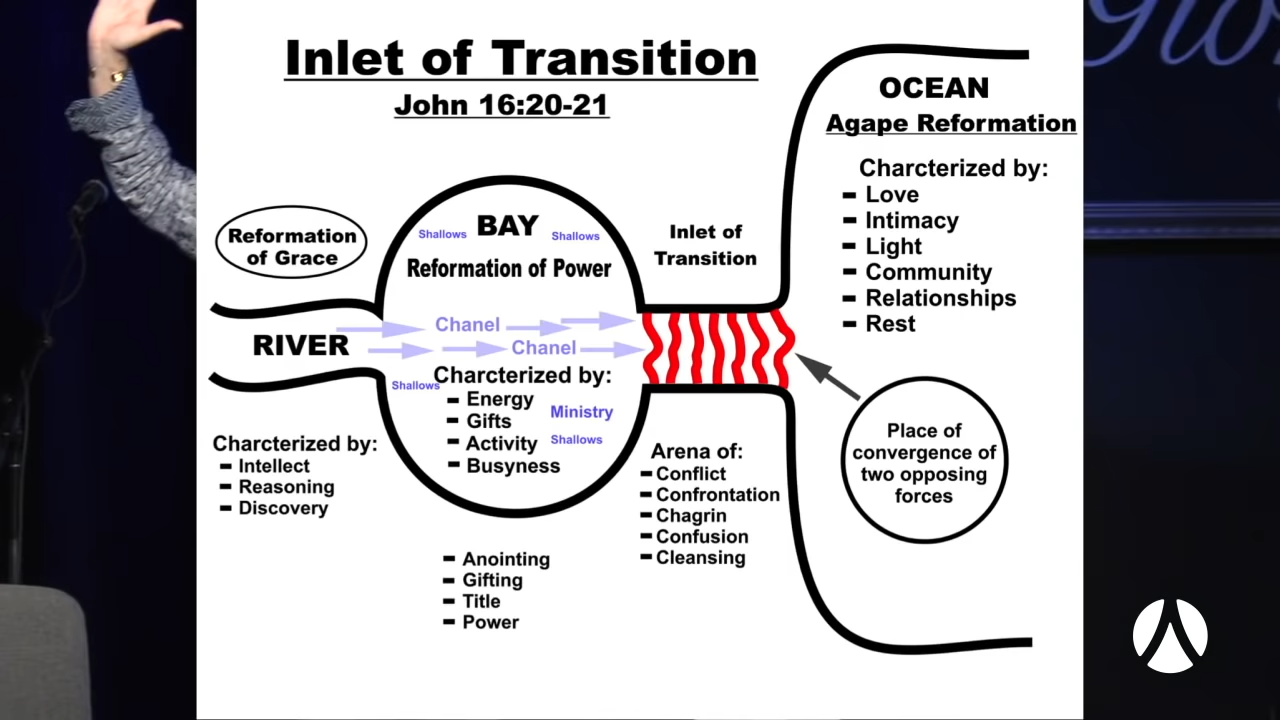 Inlet of Transition
John 16:20-21
Reformation
of Grace
RIVER
Charcterized by:
- Intellect
- Reasoning
- Discovery
BAY
Shallows
Shallows
Reformation of Power
Chanel
Chanel
Shallows
Charcterized by:
- Energy
- Gifts
- Activity
- Busyness
Ministry
Shallows
- Anointing
- Gifting
- Title
- Power
Inlet of
Transition
Arena of:
- Conflict
- Confrontation
- Chagrin
- Confusion
- Cleansing
OCEAN
Agape Reformation
Charcterized by:
- Love
- Intimacy
- Light
- Community
- Relationships
- Rest
Place of
convergence of
two opposing
forces